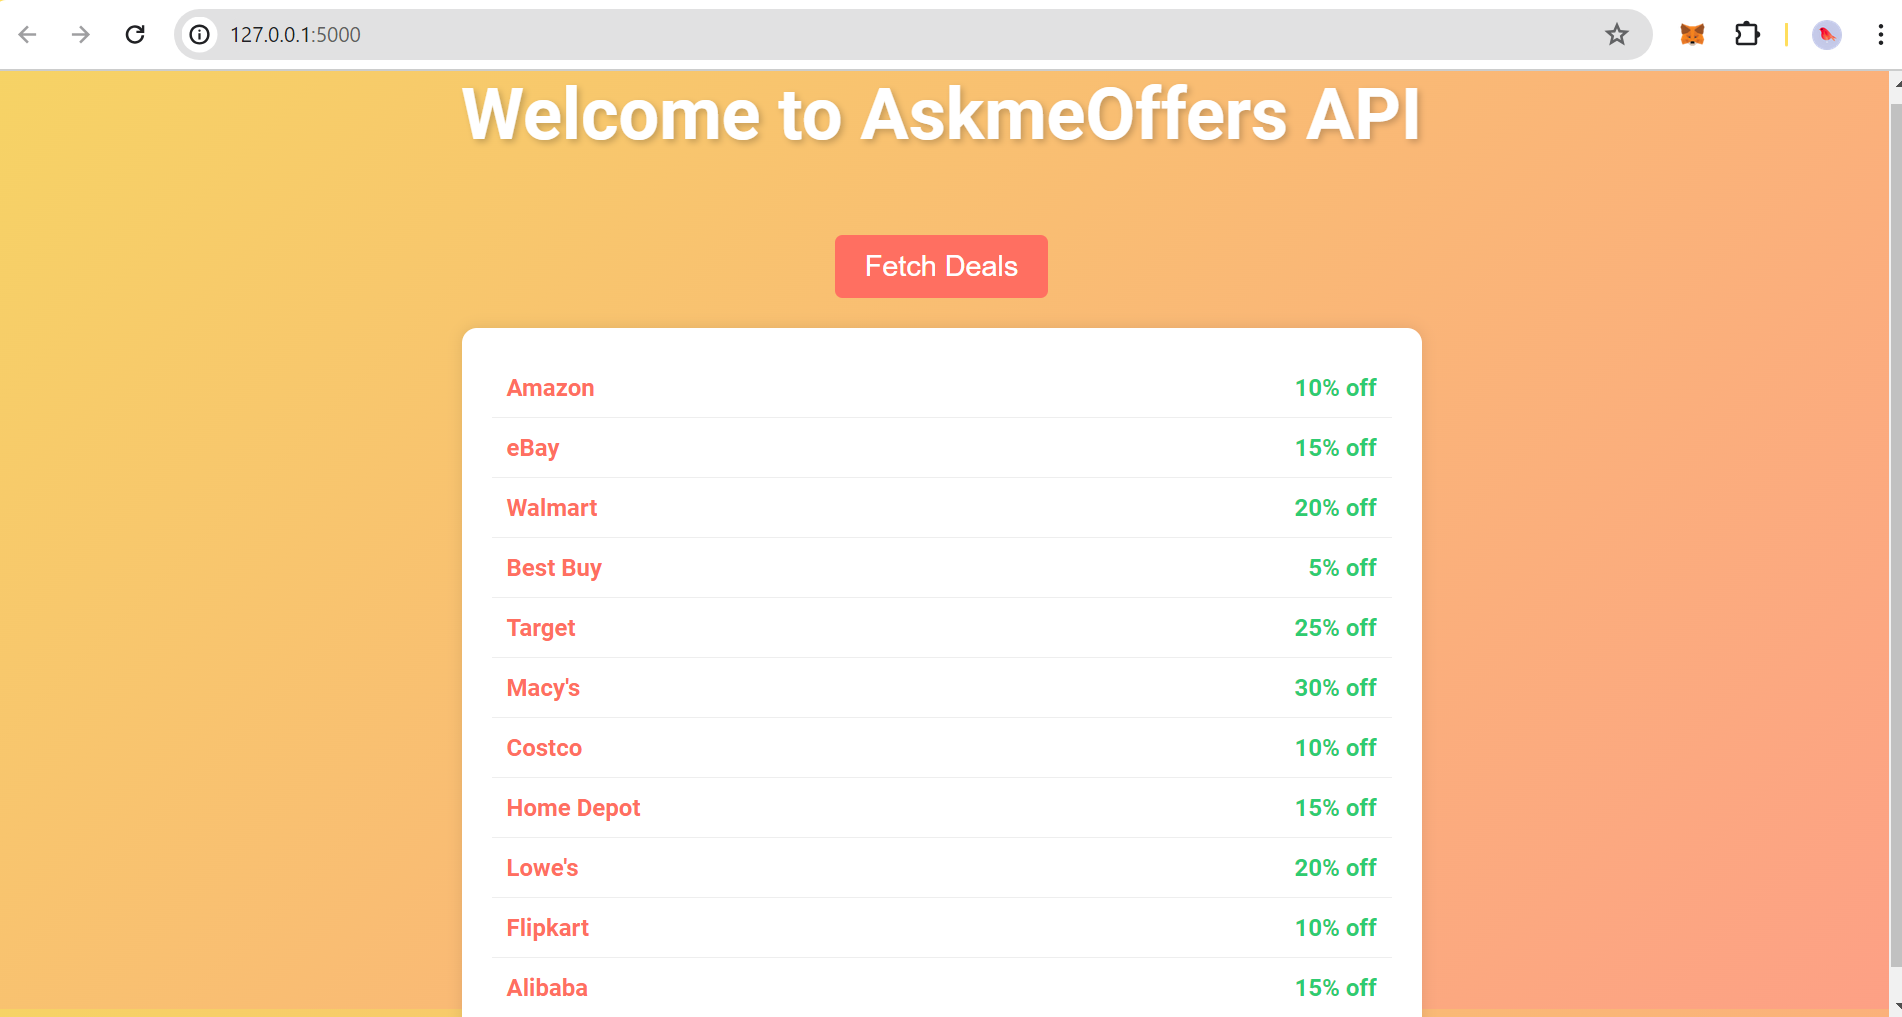 127.0.0.1:5000
Welcome to AskmeOffers API
Fetch Deals
Amazon 10% off
eBay 15% off
Walmart 20% off
Best Buy 5% off
Target 25% off
Macy's 30% off
Costco 10% off
Home Depot 15% off
Lowe's 20% off
Flipkart 10% off
Alibaba 15% off